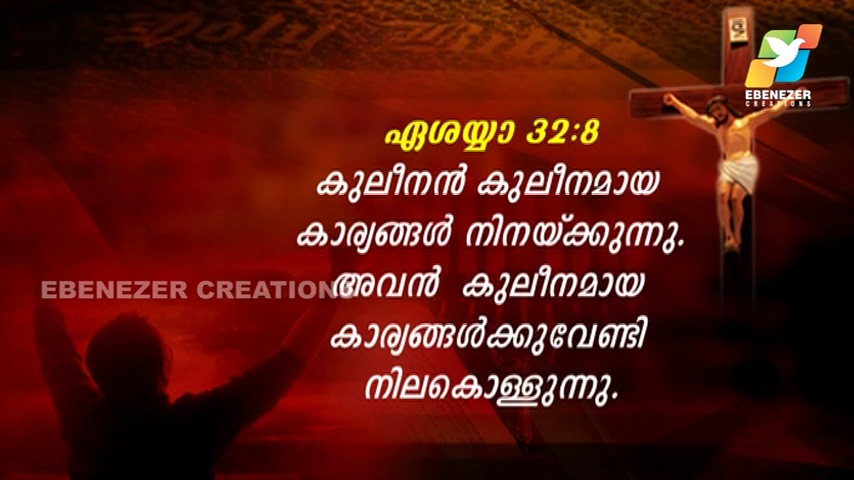 EBENEZER
CREATIONS
ഏശയ്യാ 32:8
കുലീനൻ കുലീനമായ
കാര്യങ്ങൾ നിനയ്ക്കുന്നു.
EBENEZER CREATIONS
അവൻ കുലീനമായ
കാര്യങ്ങൾക്കുവേണ്ടി
നിലകൊള്ളുന്നു.